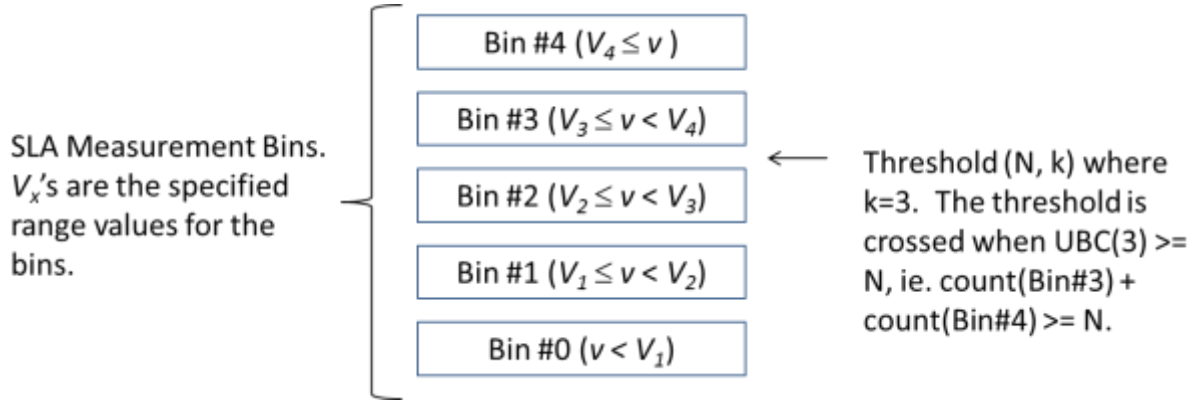 SLA Measurement Bins.
Vₓ's are the specified
range values for the
bins.
Bin #4 (V₄ ≤ v )
Bin #3 (V₃ ≤ v < V₄)
Bin #2 (V₂ ≤ v < V₃)
Bin #1 (V₁ ≤ v < V₂)
Bin #0 (v < V₁)
Threshold (N, k) where
k=3. The threshold is
crossed when UBC(3) >=
N, ie. count(Bin#3) +
count(Bin#4) >= N.